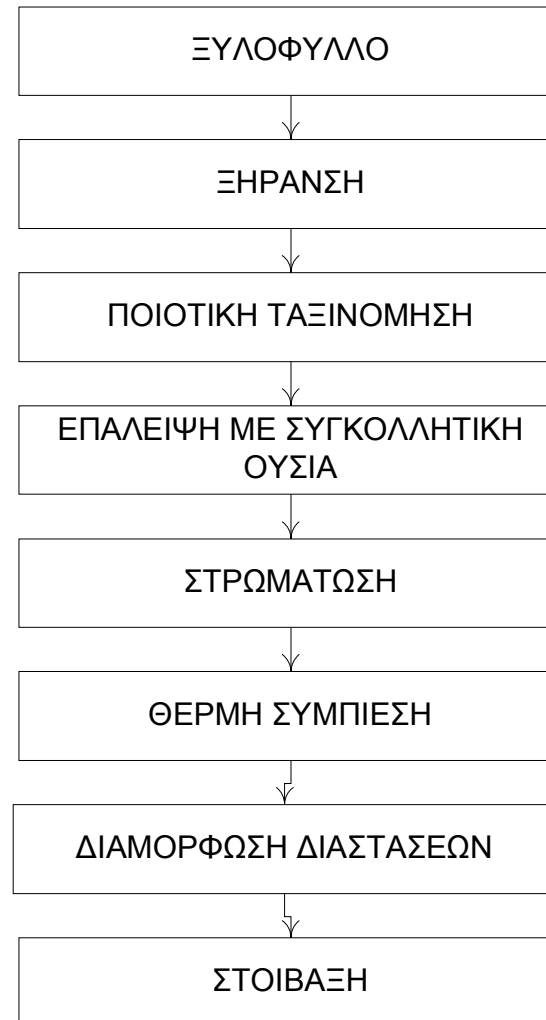 ΞΥΛΟΦΥΛΛΟ
ΞΗΡΑΝΣΗ
ΠΟΙΟΤΙΚΗ ΤΑΞΙΝΟΜΗΣΗ
ΕΠΑΛΕΙΨΗ ΜΕ ΣΥΓΚΟΛΛΗΤΙΚΗ
ΟΥΣΙΑ
ΣΤΡΩΜΑΤΩΣΗ
ΘΕΡΜΗ ΣΥΜΠΙΕΣΗ
ΔΙΑΜΟΡΦΩΣΗ ΔΙΑΣΤΑΣΕΩΝ
ΣΤΟΙΒΑΞΗ